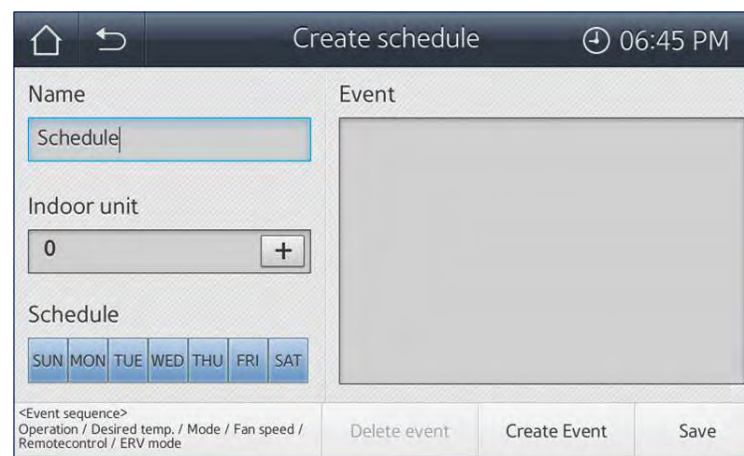 Create schedule
06:45 PM
Name
Event
Schedule
Indoor unit
0
+
Schedule
SUN MON TUE WED THU FRI SAT
<Event sequence>
Operation / Desired temp. / Mode / Fan speed /
Remotecontrol / ERV mode
Delete event
Create Event
Save